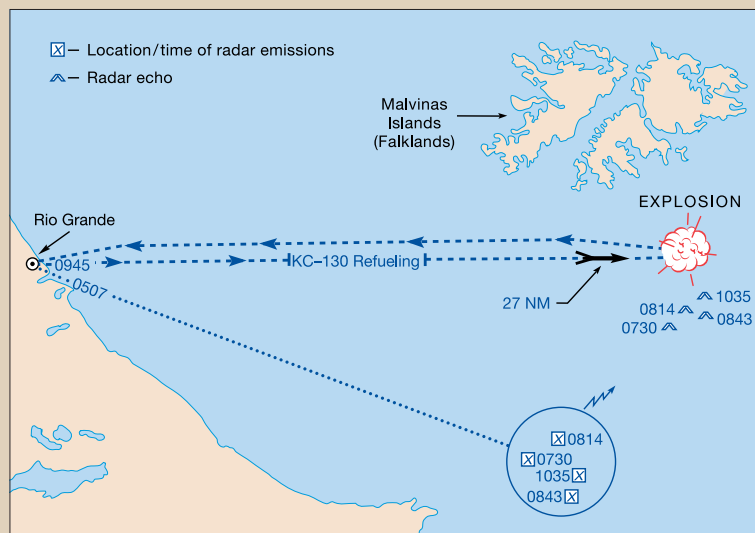 X – Location/time of radar emissions
– Radar echo
Malvinas
Islands
(Falklands)
EXPLOSION
Rio Grande
0945
KC–130 Refueling
0507
27 NM
1035
0814
0843
0730
X 0814
X 0730
1035 X
0843 X